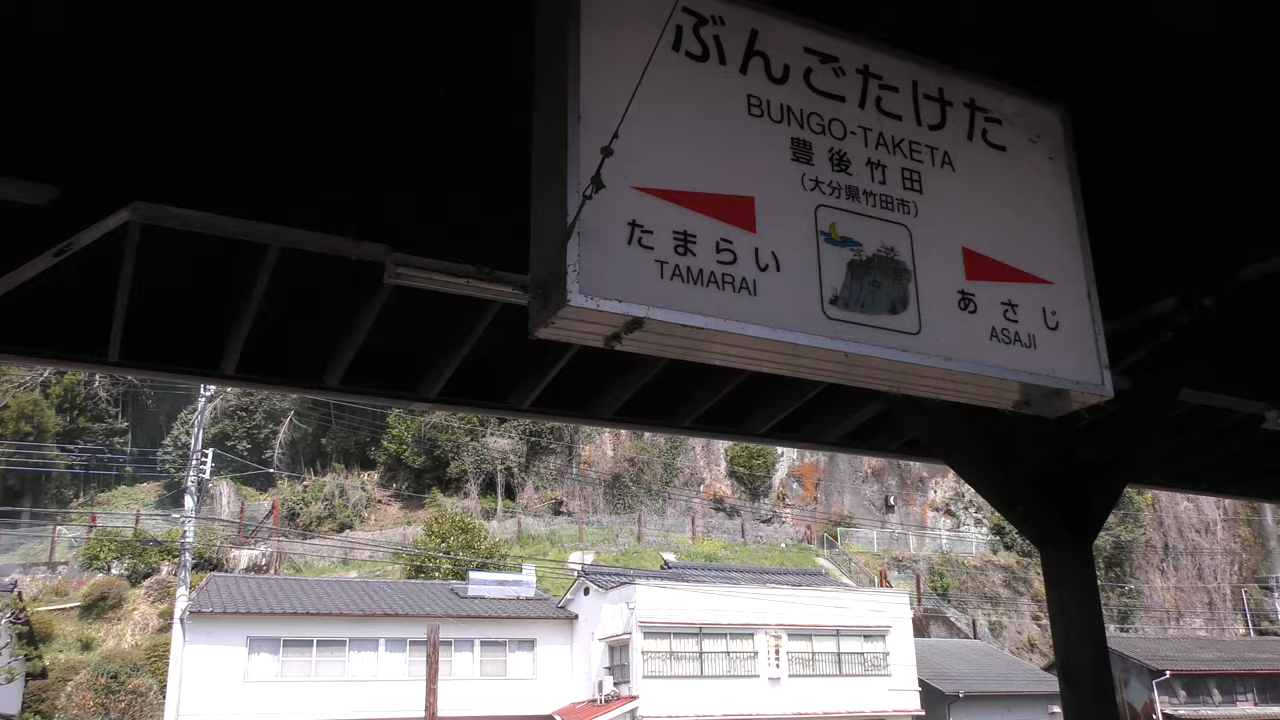 ぶんごたけた
BUNGO-TAKETA
豊後竹田
(大分県竹田市)
たまらい
TAMARAI
あさじ
ASAJI